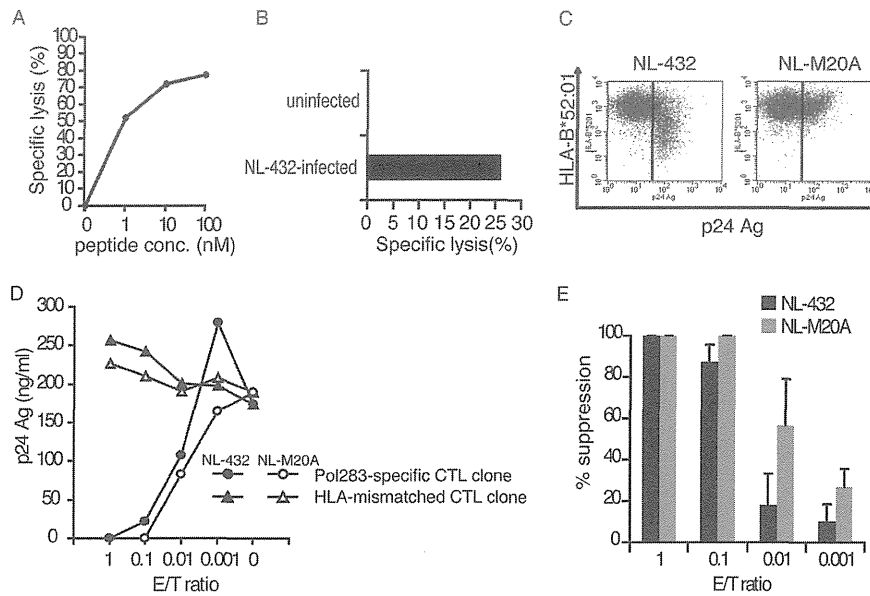 A
Specific lysis (%)
100
90
80
70
60
50
40
30
20
10
0
0 1 10 100
peptide conc. (nM)
B
uninfected
NL-432-infected
0 5 10 15 20 25 30
Specific lysis(%)
C
NL-432 NL-M20A
HLA-B*52:01
p24 Ag
p24 Ag
p24 Ag
D
p24 Ag (ng/ml)
300
250
200
150
100
50
0
1 0.1 0.01 0.001 0
E/T ratio
NL-432 NL-M20A
Pol283-specific CTL clone
HLA-mismatched CTL clone
E
NL-432
NL-M20A
% suppression
100
80
60
40
20
0
1 0.1 0.01 0.001
E/T ratio